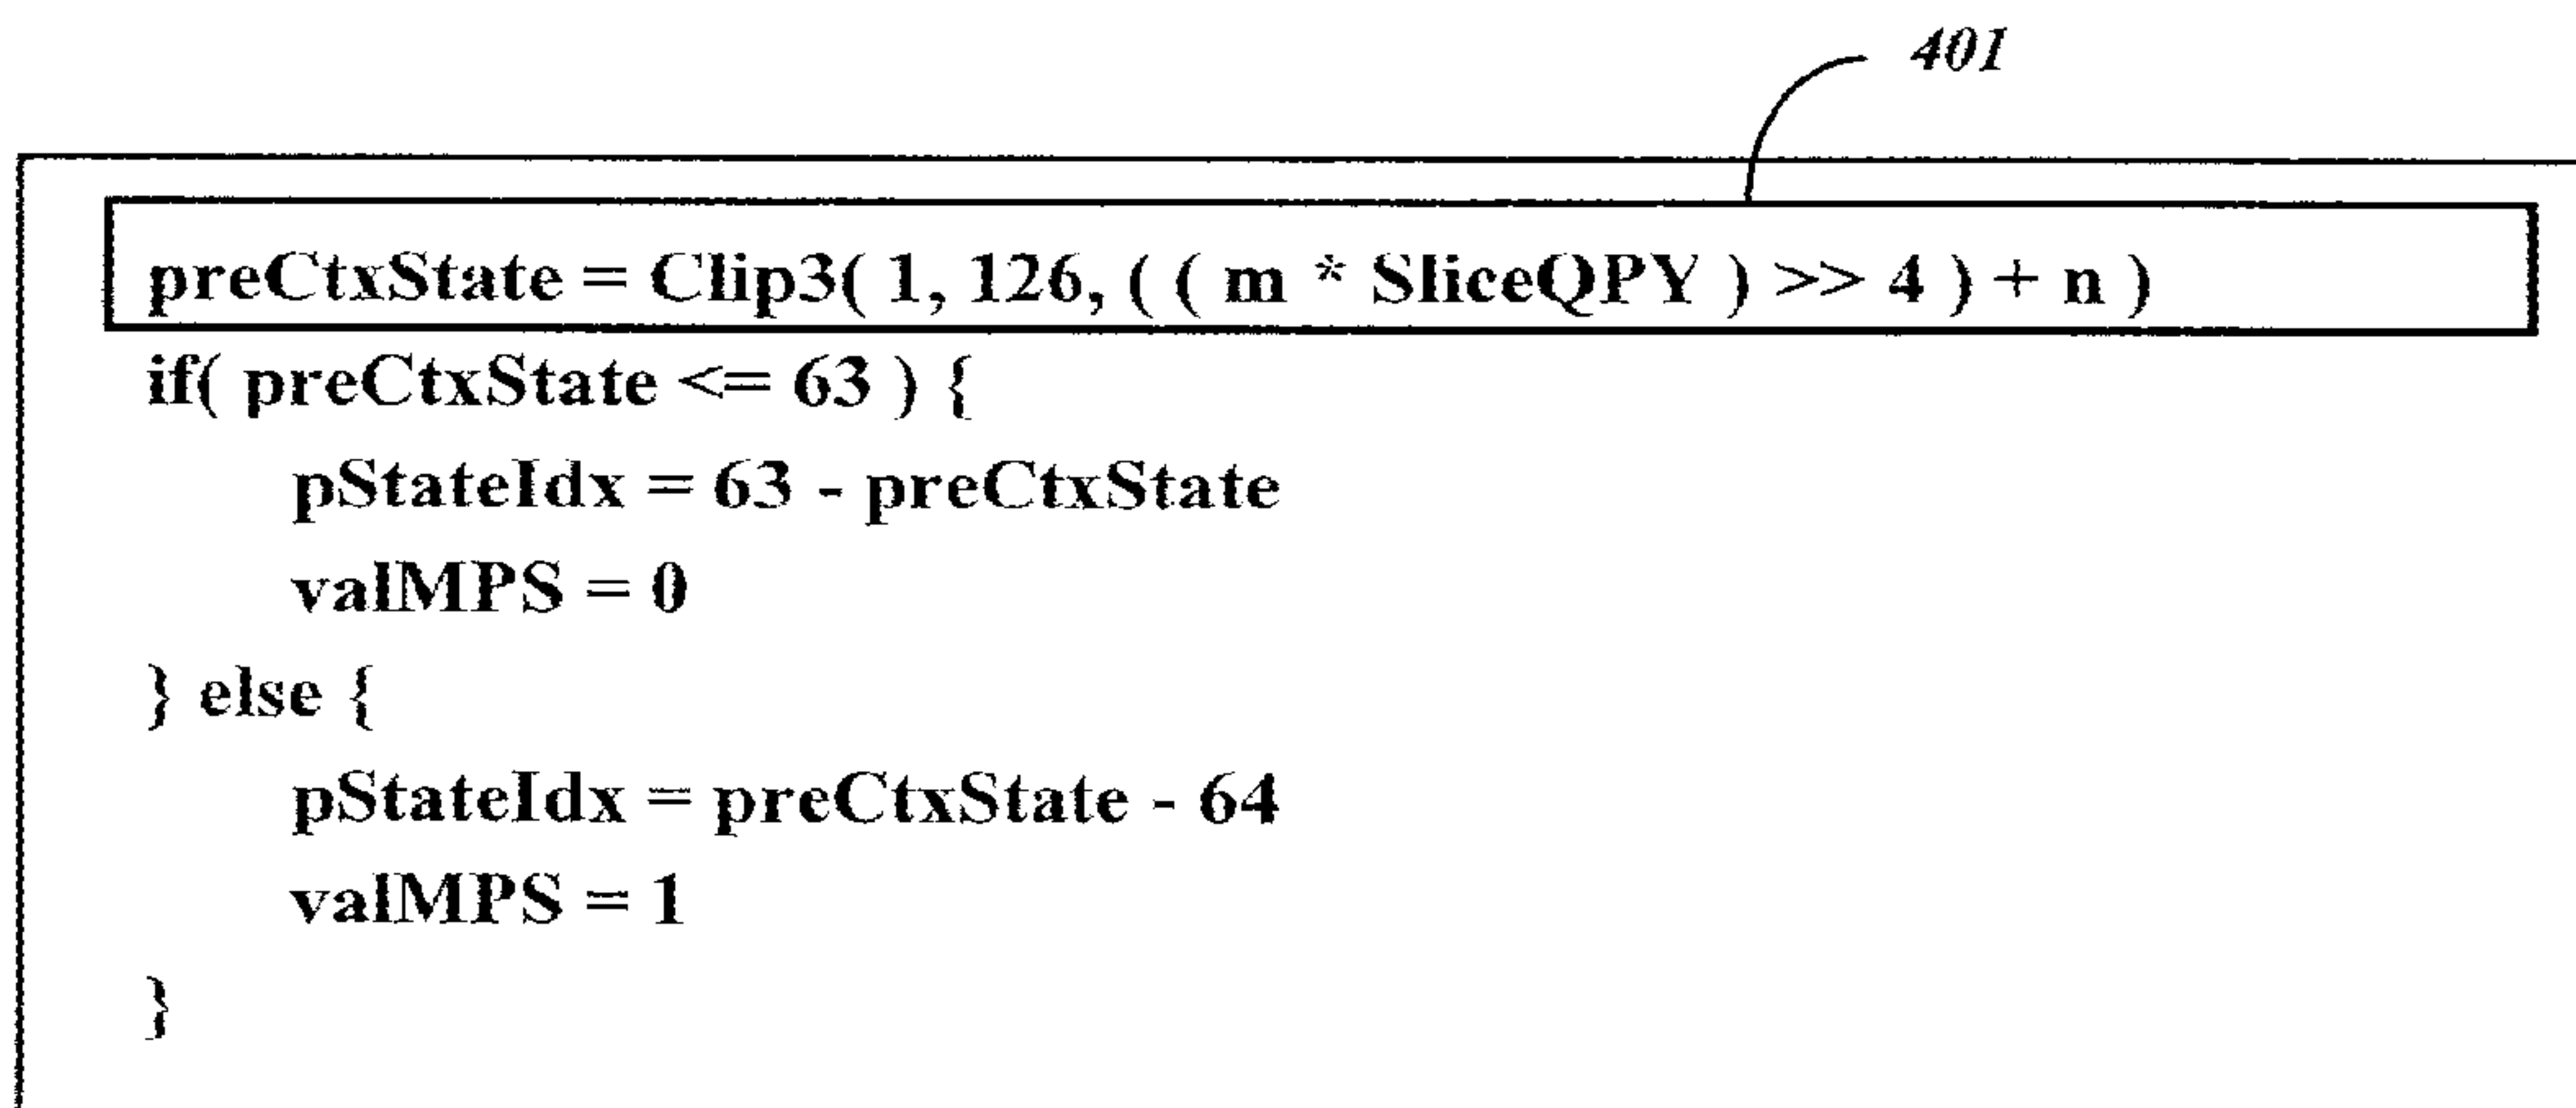 401
preCtxState = Clip3( 1, 126, ( ( m * SliceQPY ) >> 4 ) + n )
if( preCtxState <= 63 ) {
pStateIdx = 63 - preCtxState
valMPS = 0
} else {
pStateIdx = preCtxState - 64
valMPS = 1
}